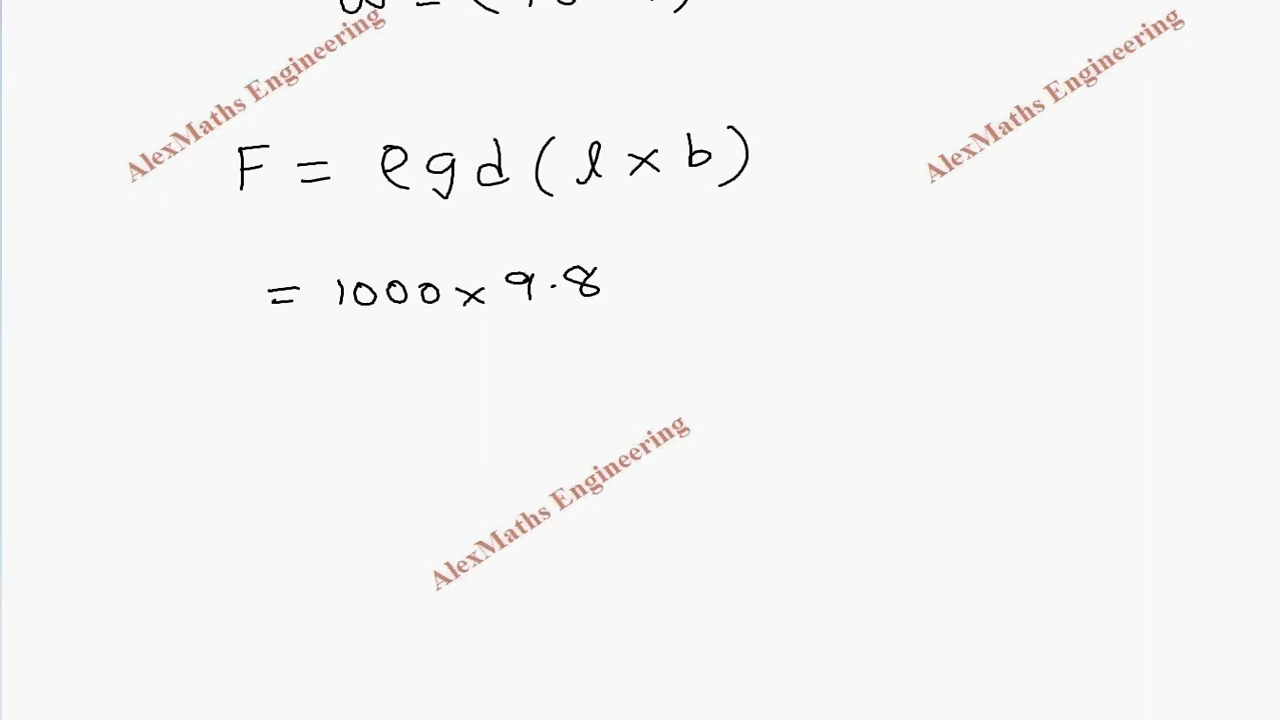 AlexMaths Engineering
AlexMaths Engineering
F = ρgd(l × b)
= 1000 × 9.8
AlexMaths Engineering